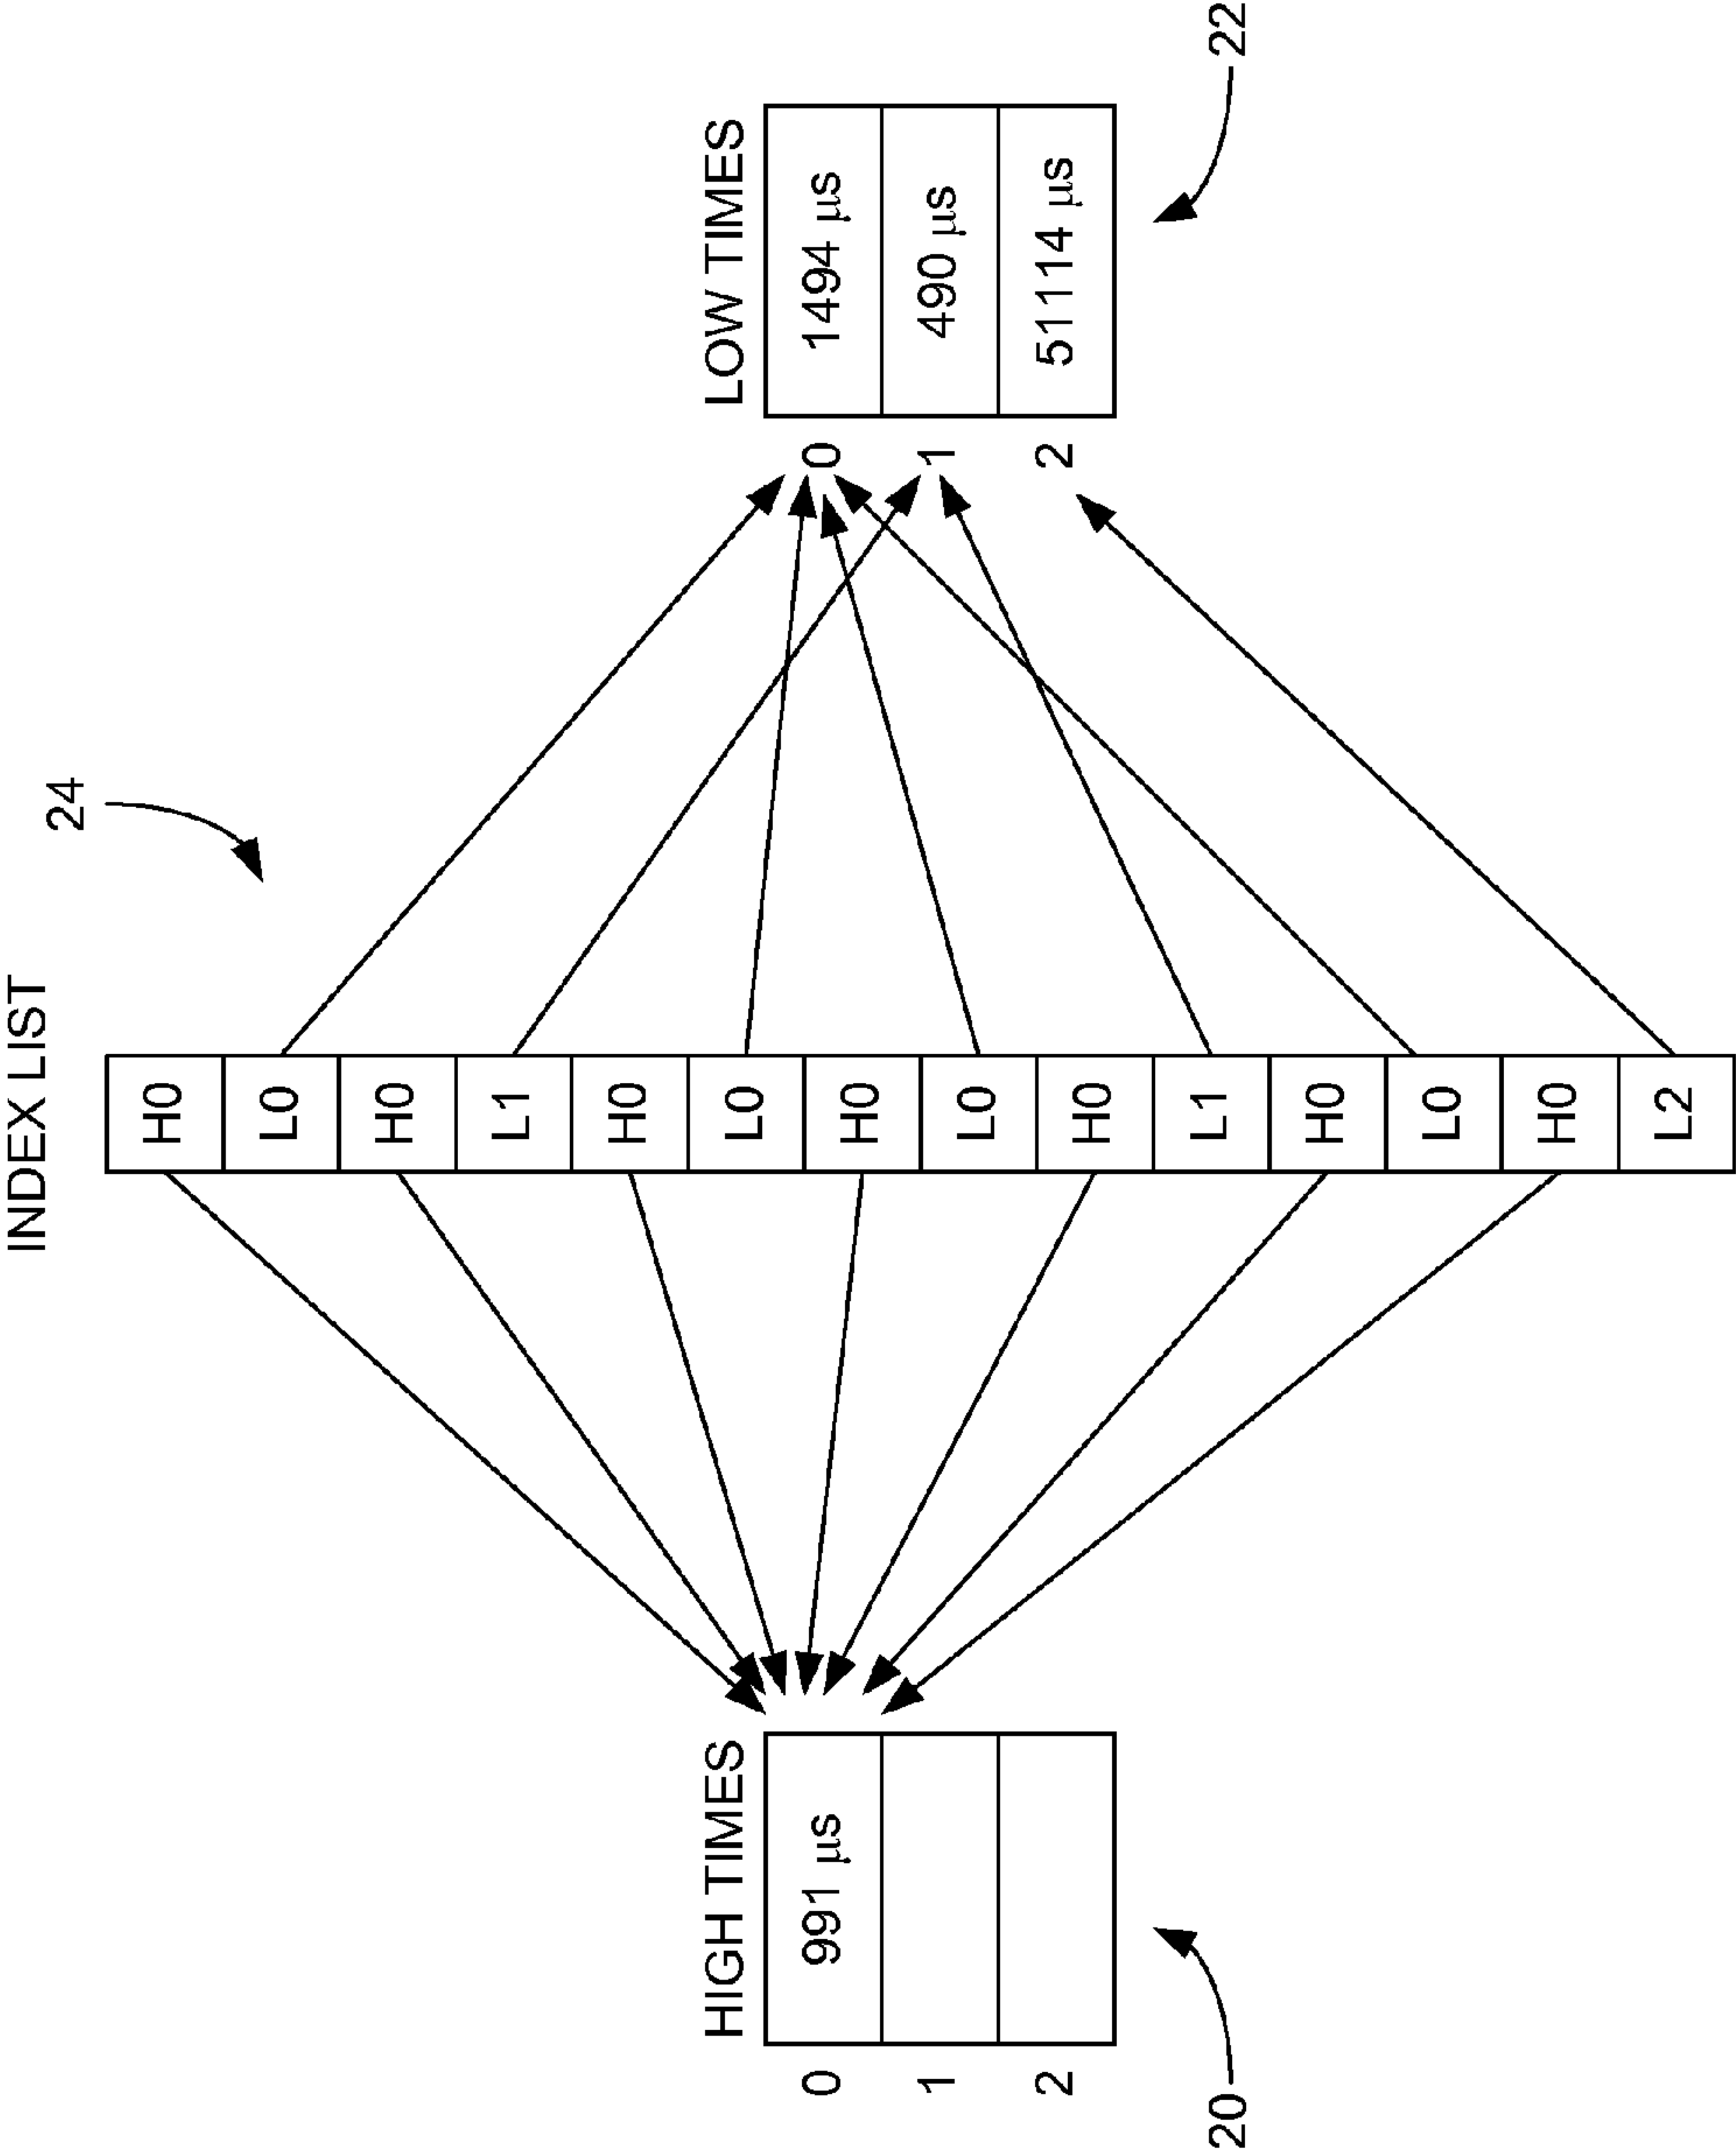 INDEX LIST
24
H0
L0
H0
L1
H0
L0
H0
L0
H0
L1
H0
L0
H0
L2
HIGH TIMES
0 991 µs
1
2
20
LOW TIMES
0 1494 µs
1 490 µs
2 51114 µs
22